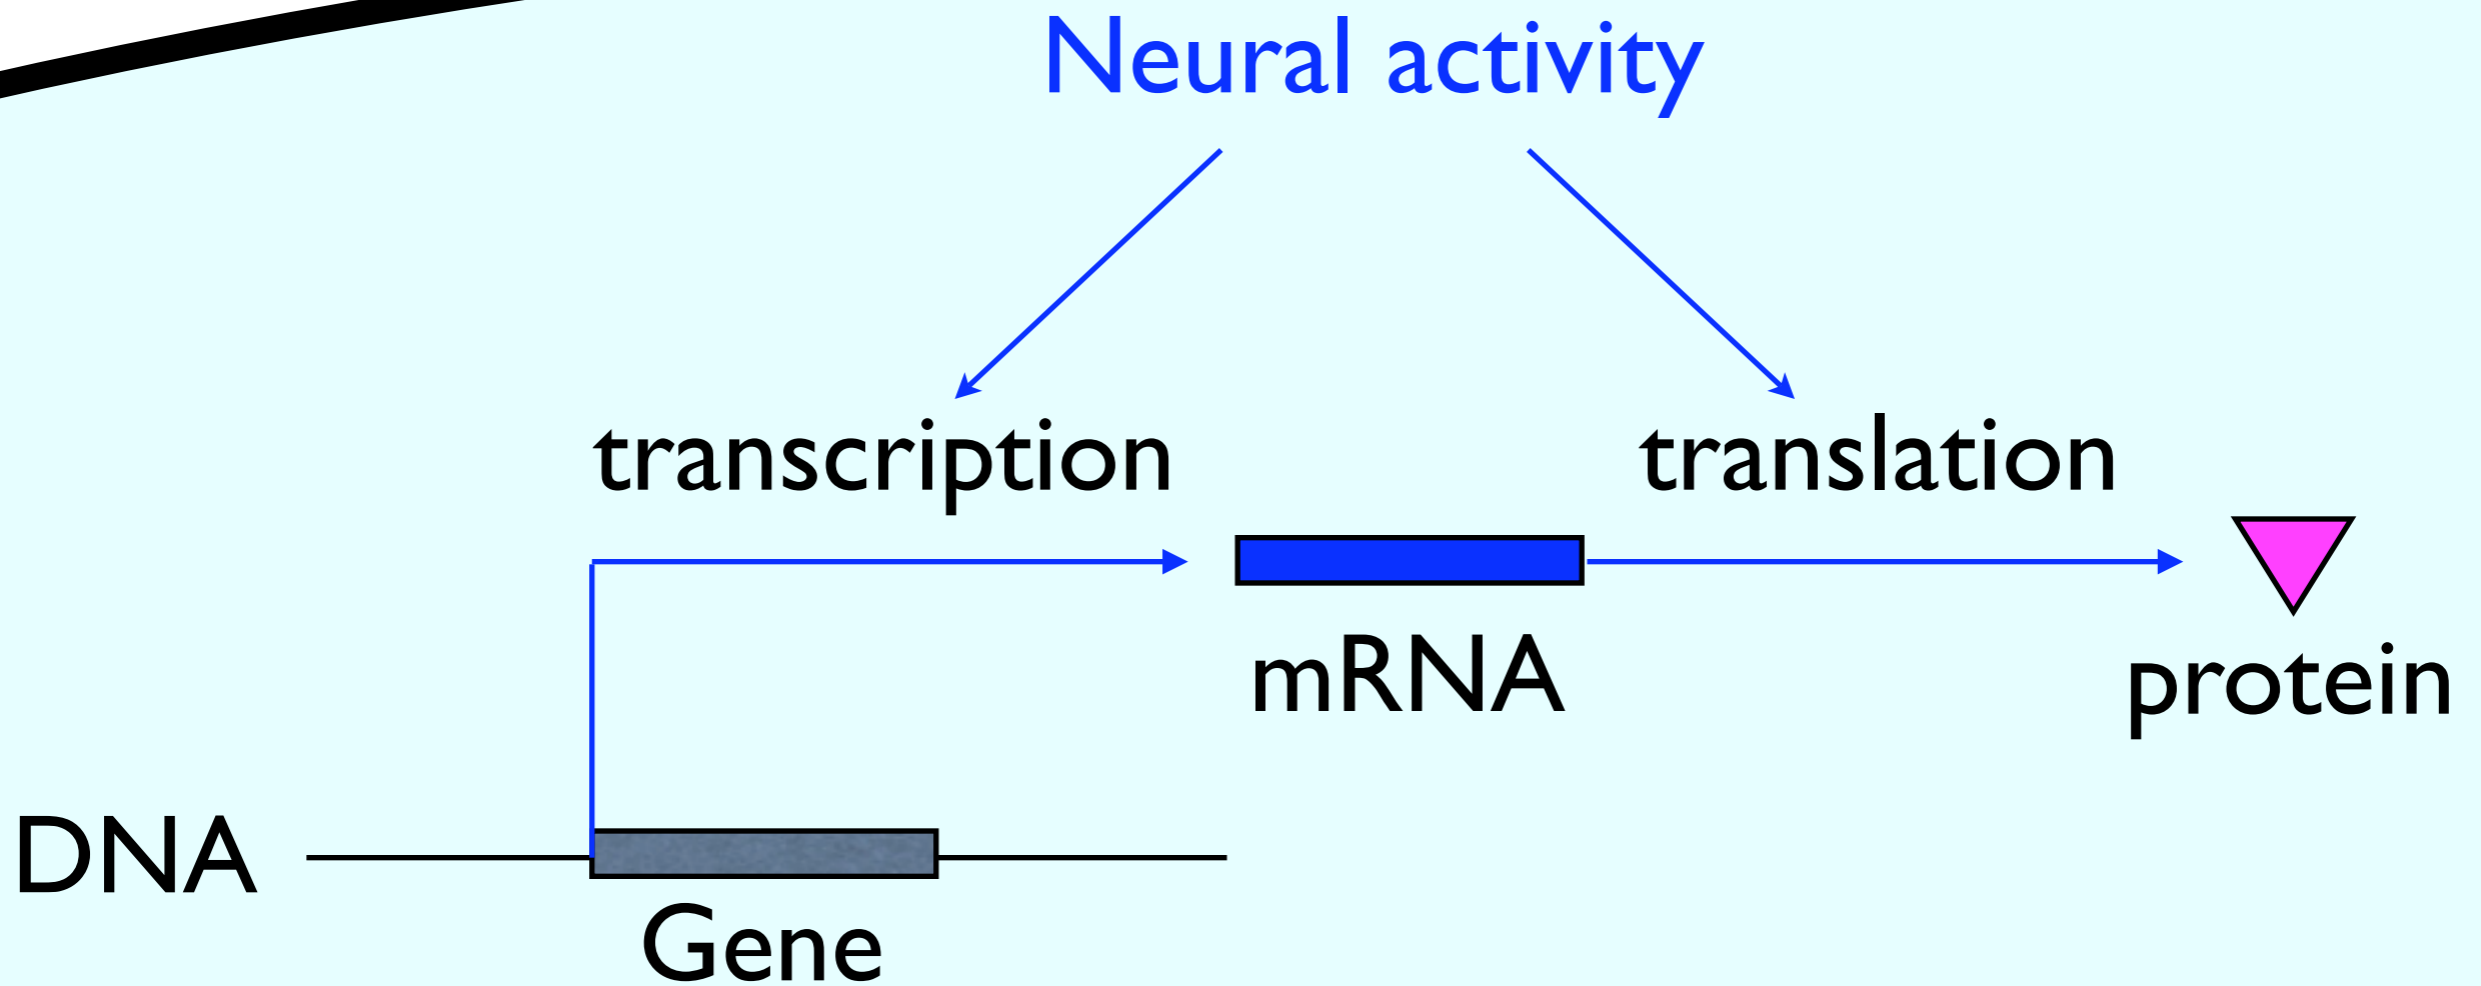 Neural activity
transcription
translation
mRNA
protein
DNA
Gene